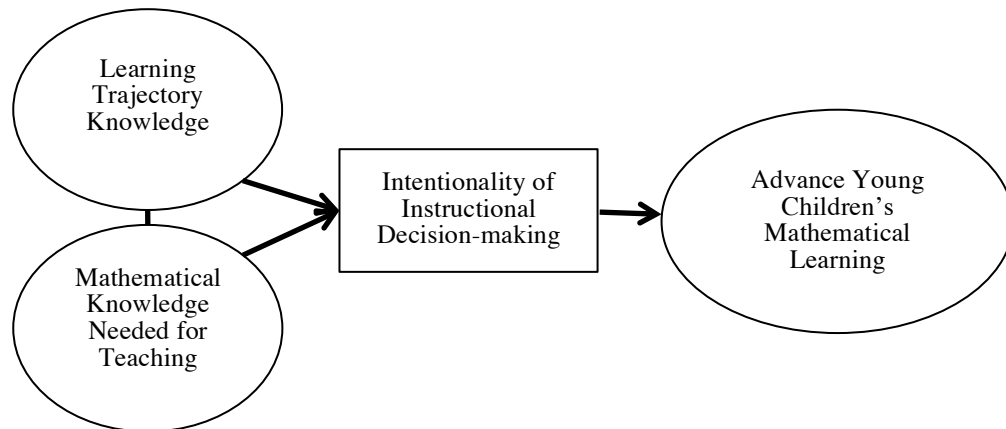 Learning
Trajectory
Knowledge
Mathematical
Knowledge
Needed for
Teaching
Intentionality of
Instructional
Decision-making
Advance Young
Children’s
Mathematical
Learning